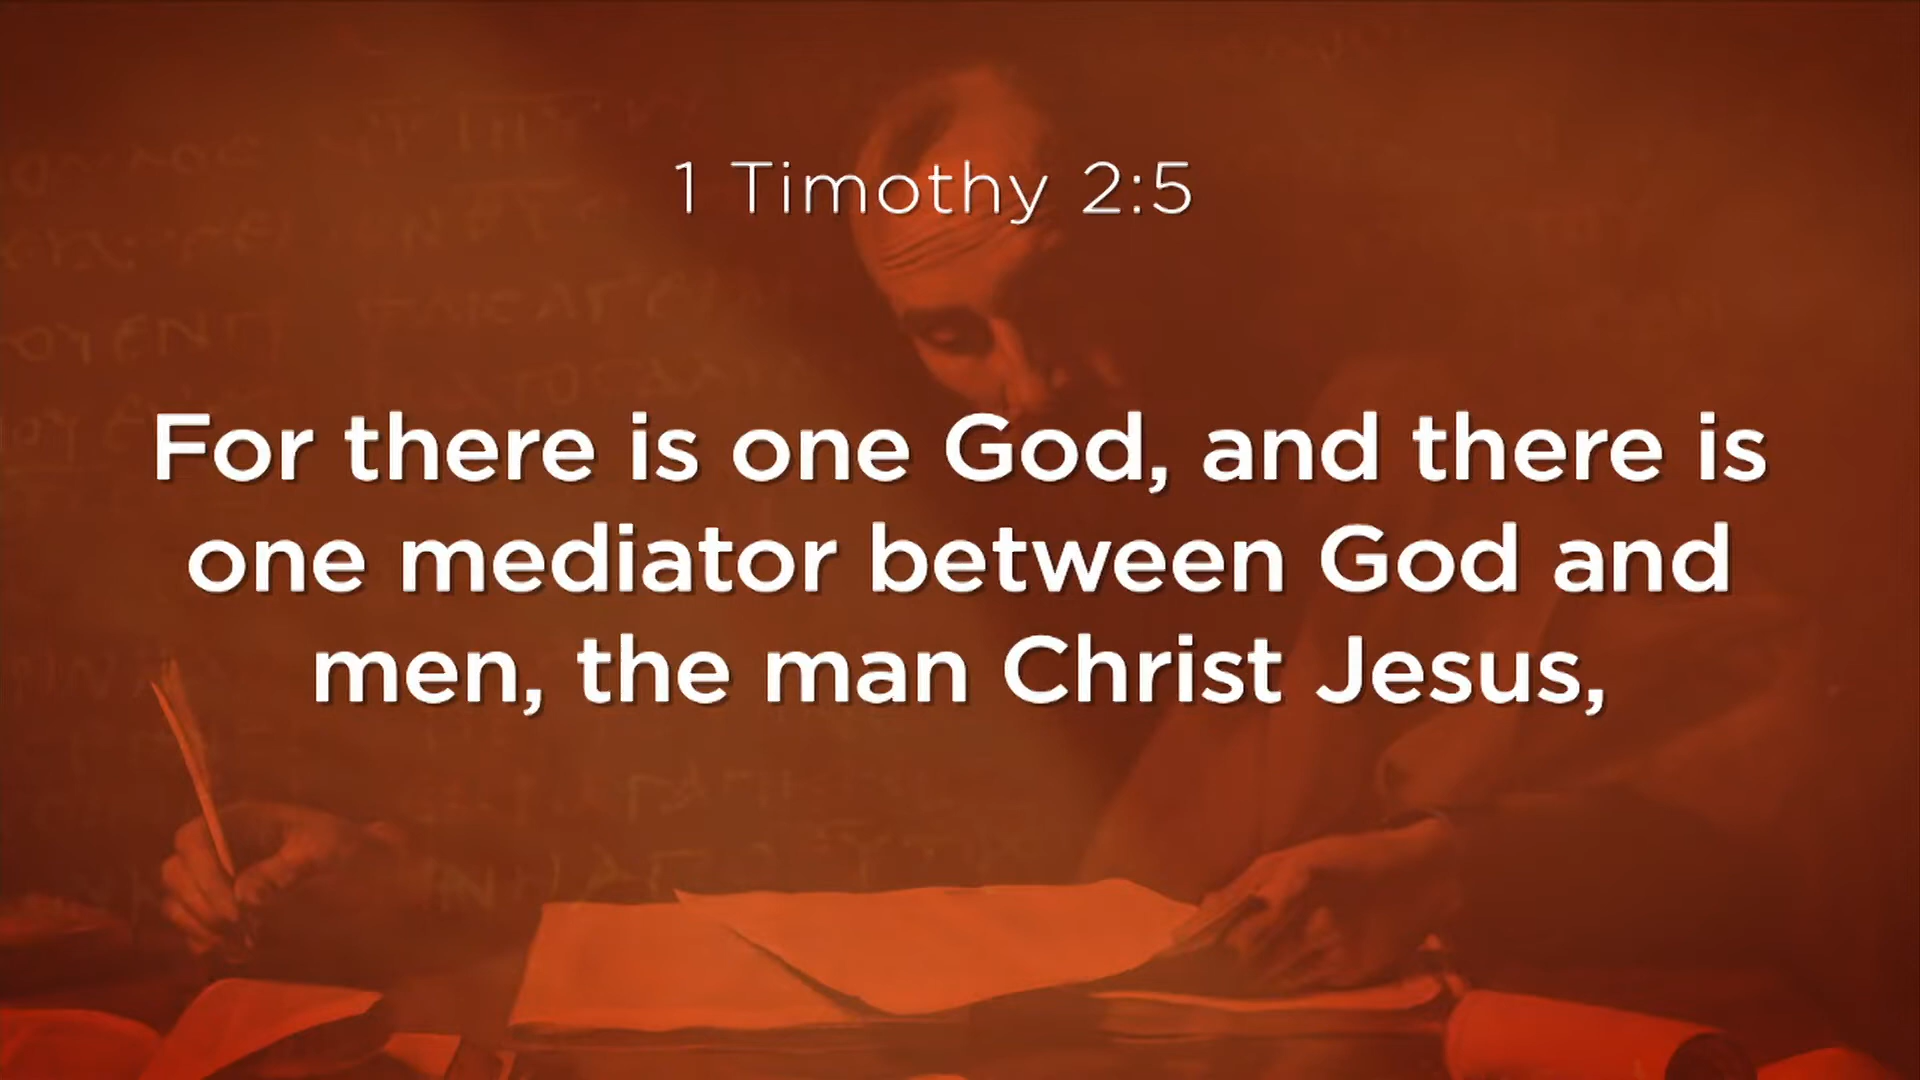 1 Timothy 2:5
For there is one God, and there is
one mediator between God and
men, the man Christ Jesus,